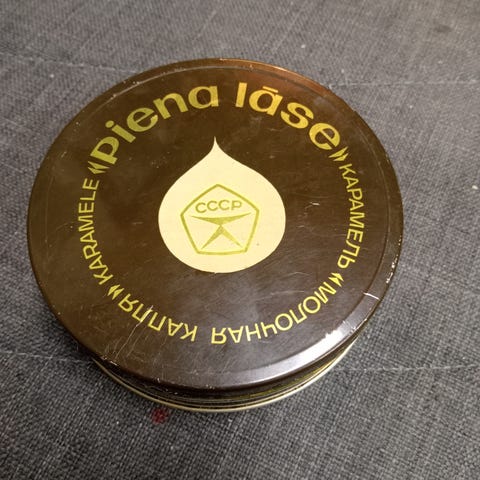 KARAMELE «Piena lāse»
КАРАМЕЛЬ «МОЛОЧНАЯ КАПЛЯ»
СССР